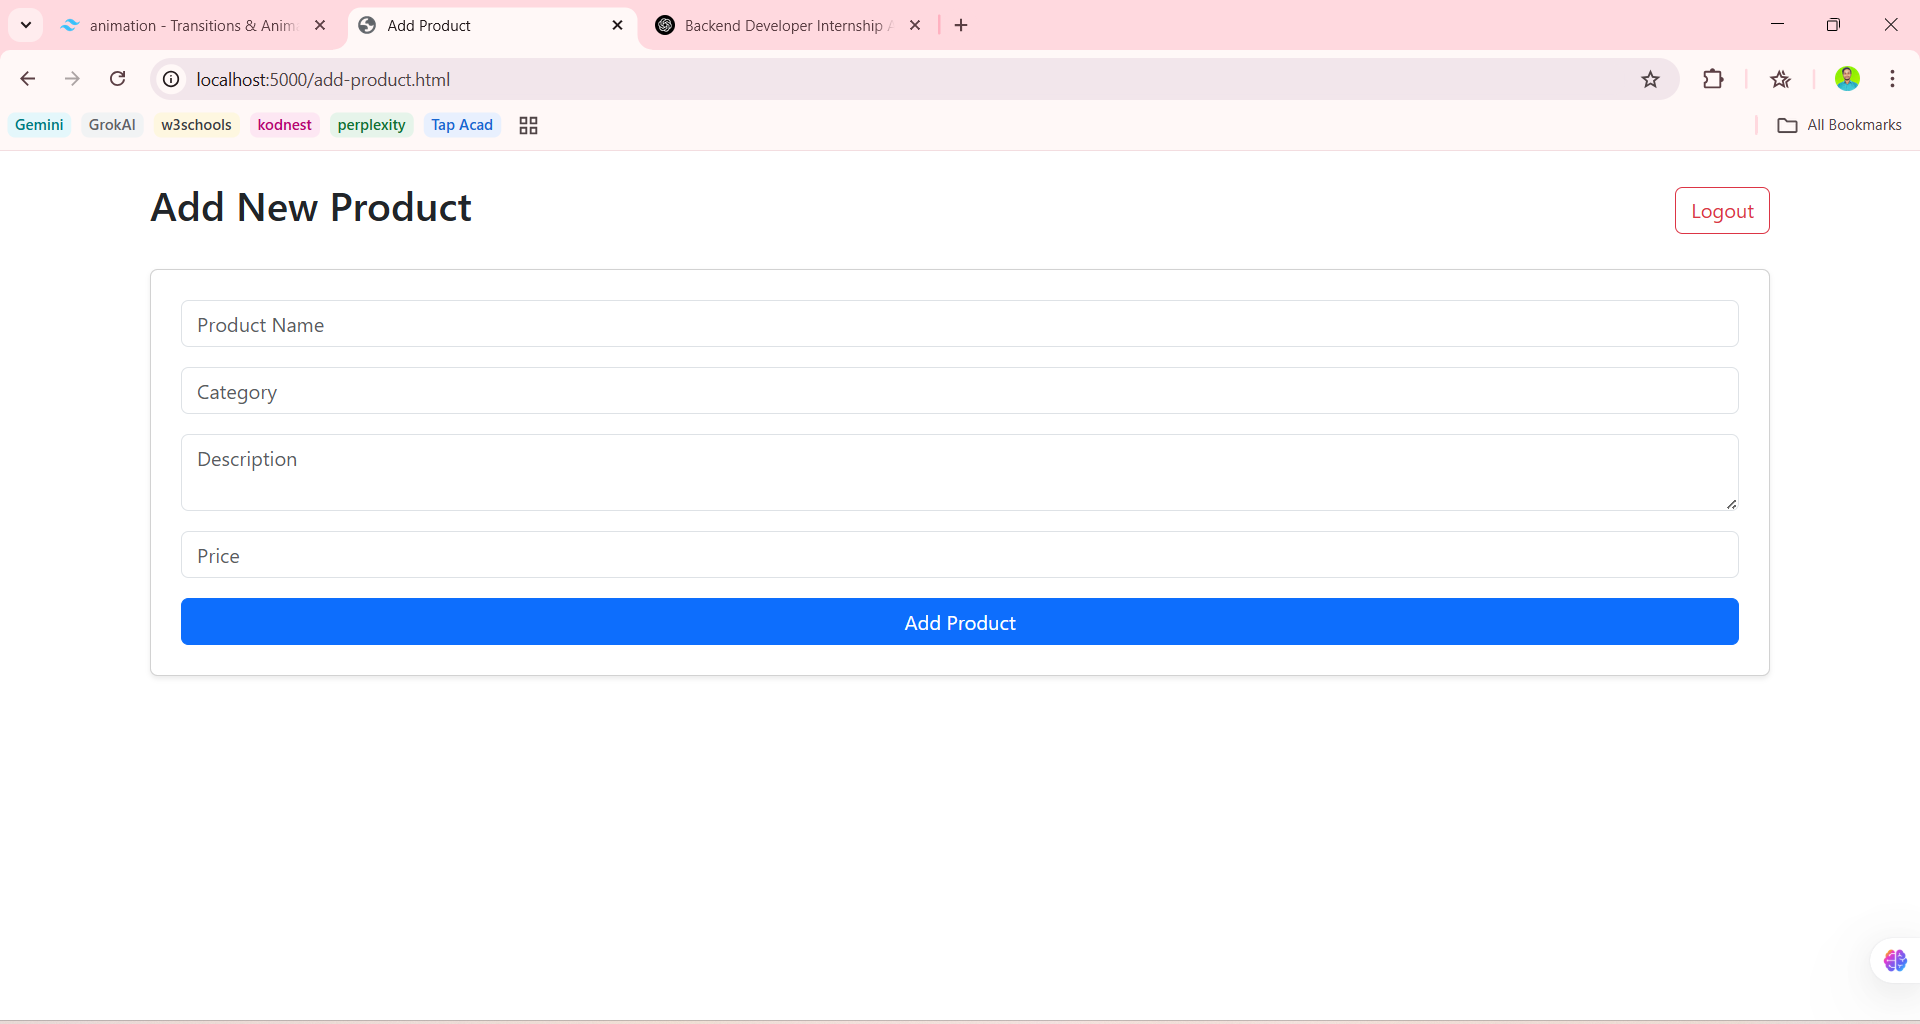 animation - Transitions & Anim
Add Product
Backend Developer Internship A
localhost:5000/add-product.html
Gemini
GrokAI
w3schools
kodnest
perplexity
Tap Acad
All Bookmarks
Add New Product
Logout
Product Name
Category
Description
Price
Add Product